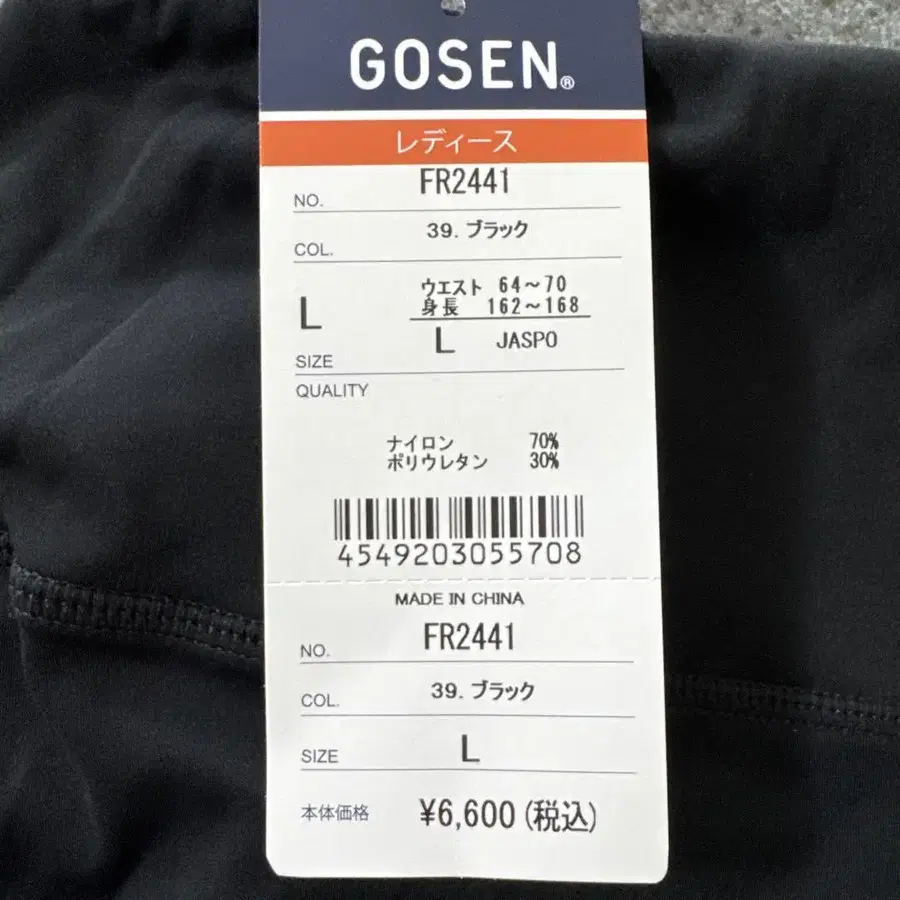 GOSEN®
レディース
NO. FR2441
COL. 39. ブラック
ウエスト 64～70
身長 162～168
L
L JASPO
SIZE
QUALITY
ナイロン 70%
ポリウレタン 30%
4549203055708
MADE IN CHINA
NO. FR2441
COL. 39. ブラック
SIZE L
本体価格 ¥6,600(税込)